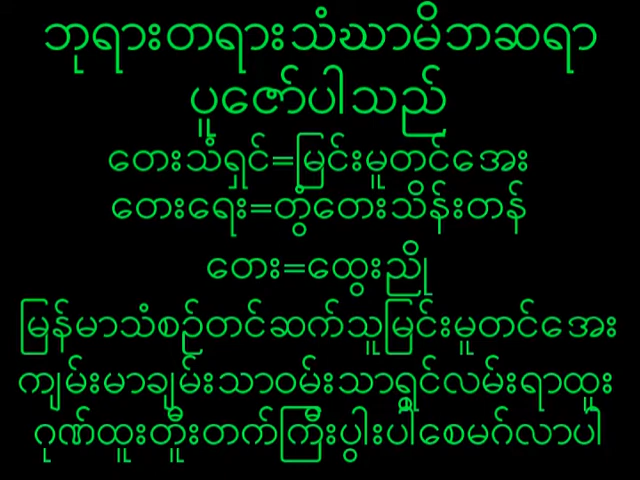 ဘုရားတရားသံဃာမိဘဆရာ
ပူဇော်ပါသည်
တေးသံရှင်=မြင်းမူတင်အေး
တေးရေး=တွံတေးသိန်းတန်
တေး=ထွေးညို
မြန်မာသံစဉ်တင်ဆက်သူမြင်းမူတင်အေး
ကျမ်းမာချမ်းသာဝမ်းသာရွှင်လမ်းရာထူး
ဂုဏ်ထူးတိူးတက်ကြီးပွါးပါစေမင်္ဂလာပါ